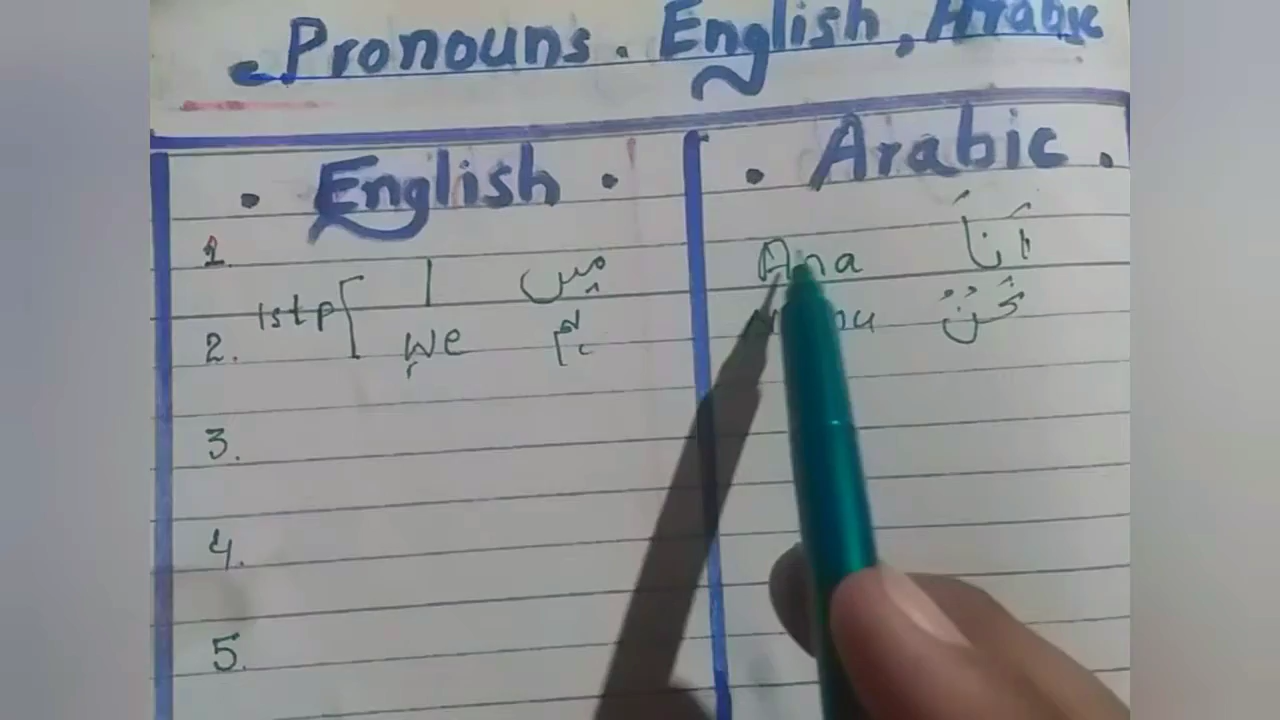 Pronouns. English, Arabic
. English .
. Arabic .
1.
1st p
I میں
Ana اَنَاَ
2.
We ہم
نَحْنُ
3.
4.
5.